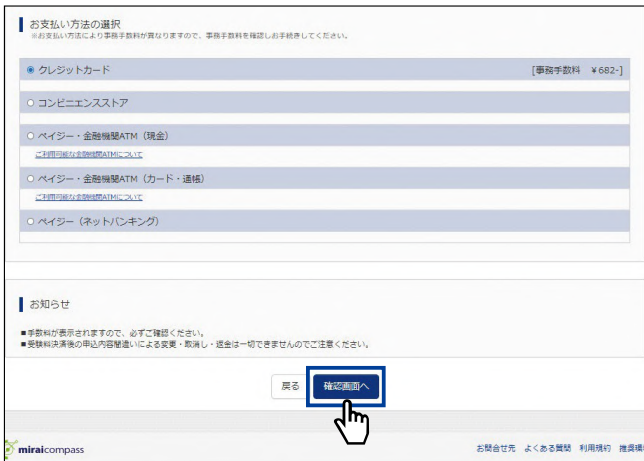 お支払い方法の選択
※お支払い方法により事務手数料が異なりますので、事務手数料を確認しお手続きしてください。
クレジットカード [事務手数料 ¥682-]
コンビニエンスストア
ペイジー・金融機関ATM（現金）
ご利用可能な金融機関ATMについて
ペイジー・金融機関ATM（カード・通帳）
ご利用可能な金融機関ATMについて
ペイジー（ネットバンキング）
お知らせ
■手数料が表示されますので、必ずご確認ください。
■受験料決済後の申込内容間違いによる変更・取消し・返金は一切できませんのでご注意ください。
戻る 確認画面へ
miraicompass お問合せ先 よくある質問 利用規約 推奨環